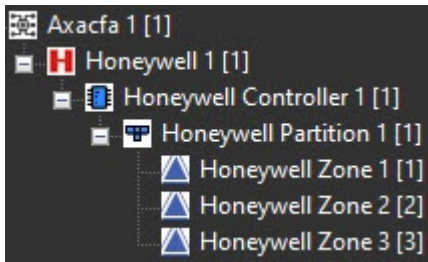 Axacfa 1 [1]
H Honeywell 1 [1]
Honeywell Controller 1 [1]
Honeywell Partition 1 [1]
Honeywell Zone 1 [1]
Honeywell Zone 2 [2]
Honeywell Zone 3 [3]